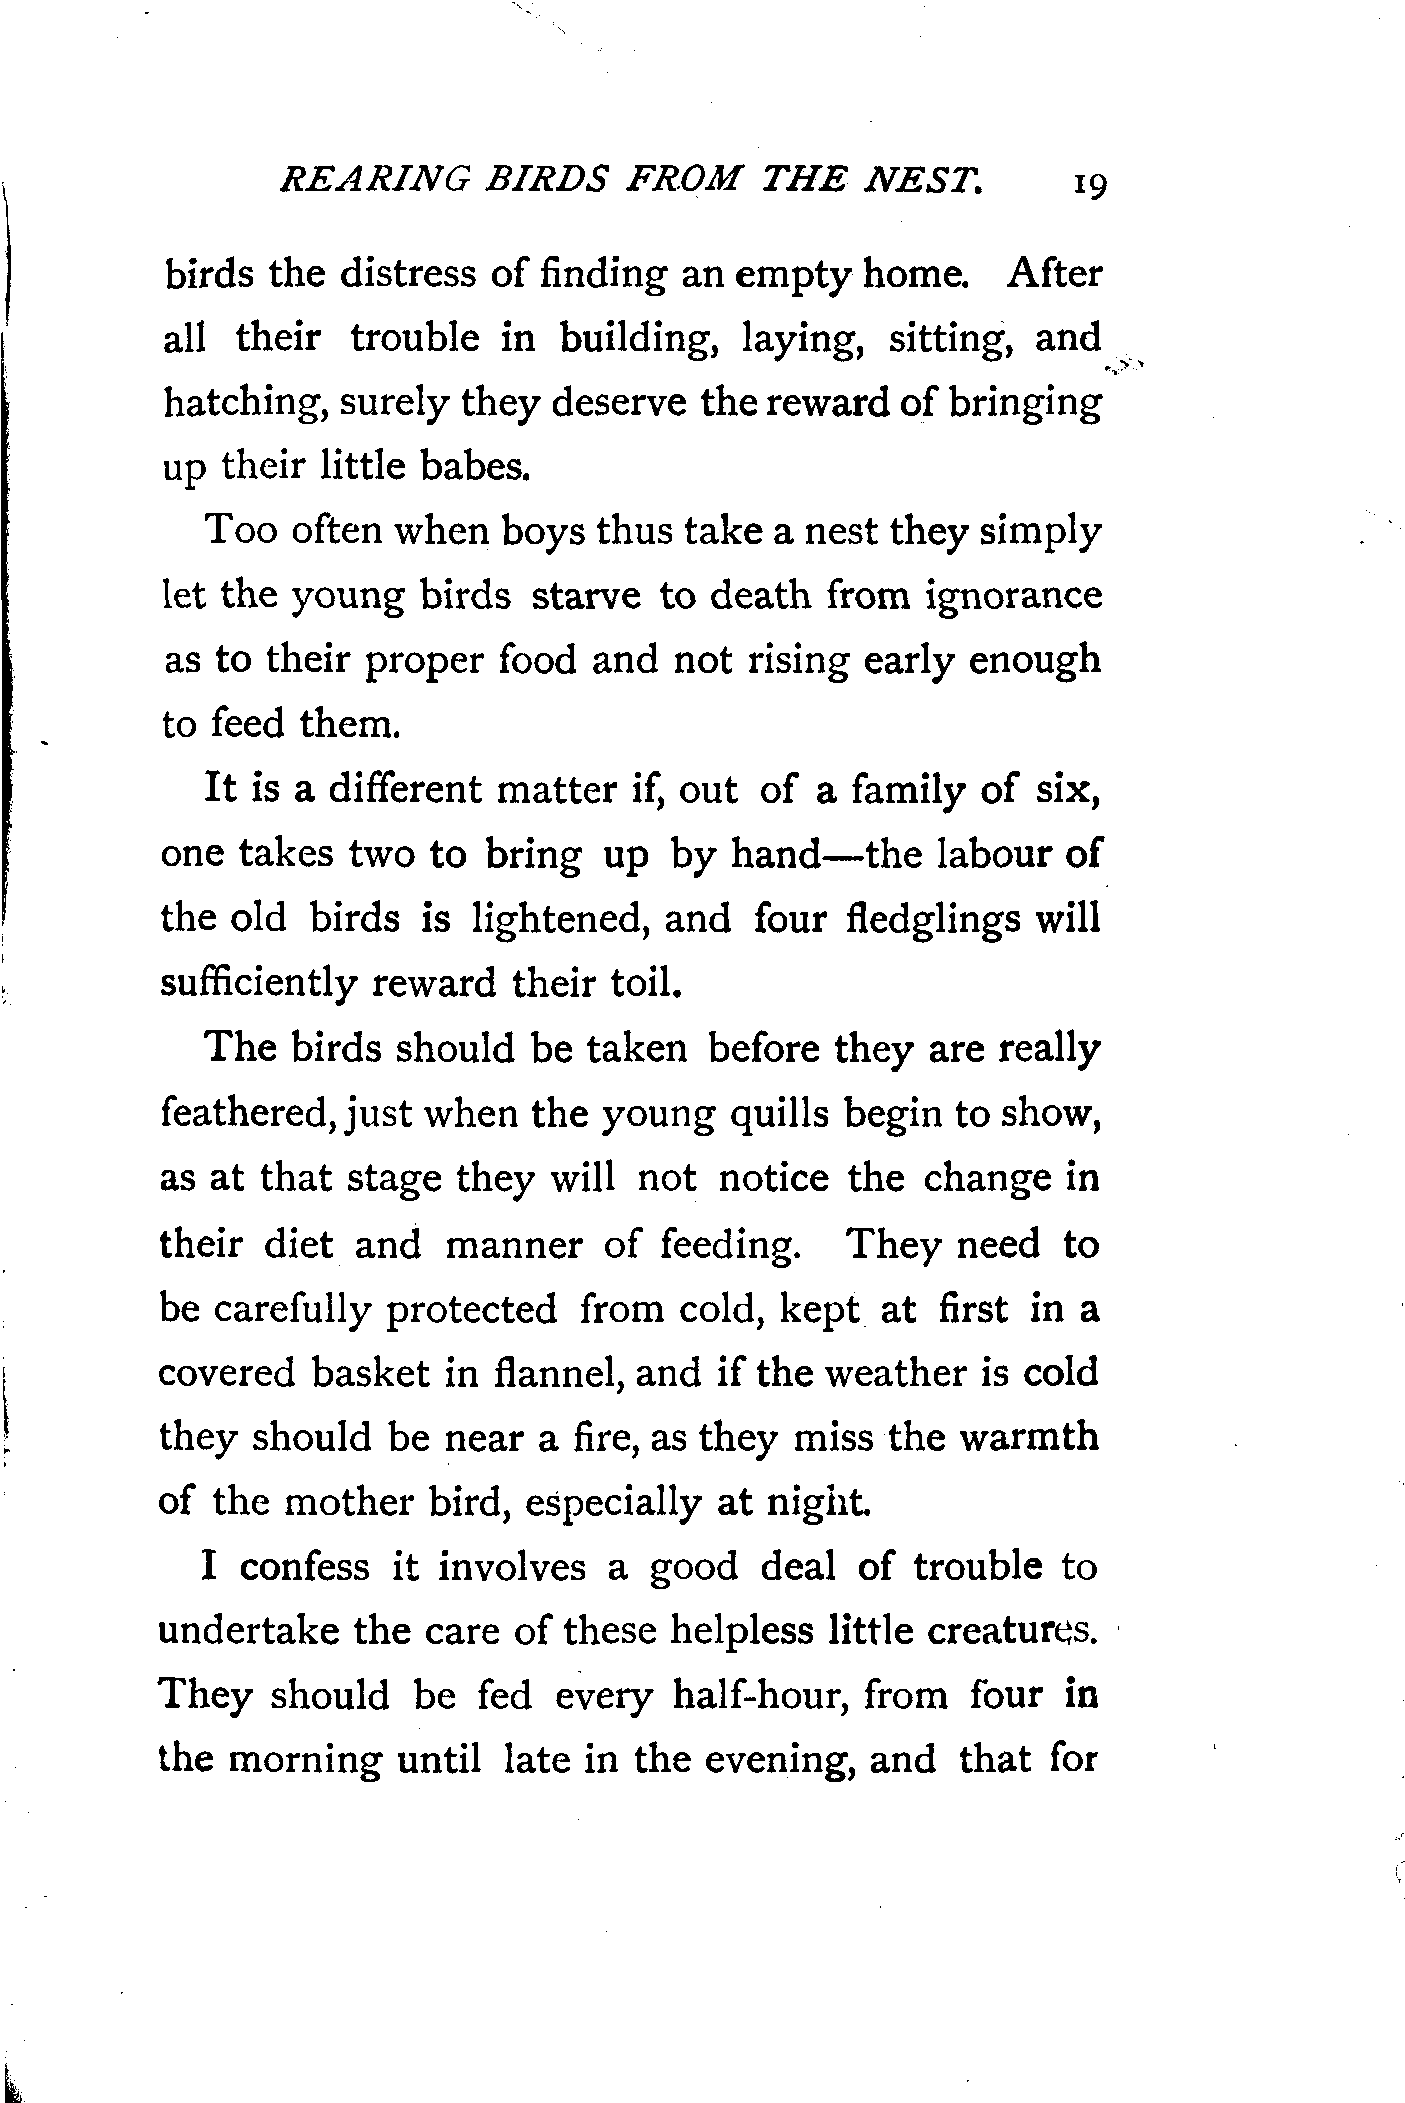 REARING BIRDS FROM THE NEST. 19
birds the distress of finding an empty home. After
all their trouble in building, laying, sitting, and
hatching, surely they deserve the reward of bringing
up their little babes.
Too often when boys thus take a nest they simply
let the young birds starve to death from ignorance
as to their proper food and not rising early enough
to feed them.
It is a different matter if, out of a family of six,
one takes two to bring up by hand—the labour of
the old birds is lightened, and four fledglings will
sufficiently reward their toil.
The birds should be taken before they are really
feathered, just when the young quills begin to show,
as at that stage they will not notice the change in
their diet and manner of feeding. They need to
be carefully protected from cold, kept at first in a
covered basket in flannel, and if the weather is cold
they should be near a fire, as they miss the warmth
of the mother bird, especially at night.
I confess it involves a good deal of trouble to
undertake the care of these helpless little creatures.
They should be fed every half-hour, from four in
the morning until late in the evening, and that for